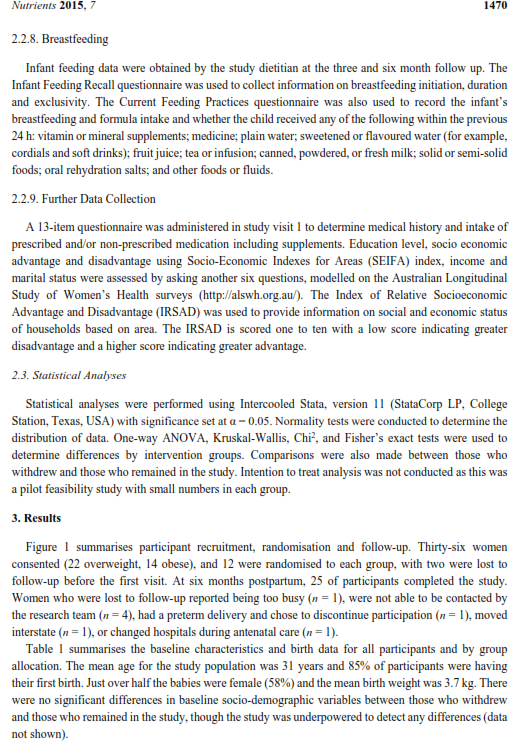 Nutrients 2015, 7 1470
2.2.8. Breastfeeding
Infant feeding data were obtained by the study dietitian at the three and six month follow up. The
Infant Feeding Recall questionnaire was used to collect information on breastfeeding initiation, duration
and exclusivity. The Current Feeding Practices questionnaire was also used to record the infant's
breastfeeding and formula intake and whether the child received any of the following within the previous
24 h: vitamin or mineral supplements; medicine; plain water; sweetened or flavoured water (for example,
cordials and soft drinks); fruit juice; tea or infusion; canned, powdered, or fresh milk; solid or semi-solid
foods; oral rehydration salts; and other foods or fluids.
2.2.9. Further Data Collection
A 13-item questionnaire was administered in study visit 1 to determine medical history and intake of
prescribed and/or non-prescribed medication including supplements. Education level, socio economic
advantage and disadvantage using Socio-Economic Indexes for Areas (SEIFA) index, income and
marital status were assessed by asking another six questions, modelled on the Australian Longitudinal
Study of Women's Health surveys (http://alswh.org.au/). The Index of Relative Socioeconomic
Advantage and Disadvantage (IRSAD) was used to provide information on social and economic status
of households based on area. The IRSAD is scored one to ten with a low score indicating greater
disadvantage and a higher score indicating greater advantage.
2.3. Statistical Analyses
Statistical analyses were performed using Intercooled Stata, version 11 (StataCorp LP, College
Station, Texas, USA) with significance set at α = 0.05. Normality tests were conducted to determine the
distribution of data. One-way ANOVA, Kruskal-Wallis, Chi², and Fisher's exact tests were used to
determine differences by intervention groups. Comparisons were also made between those who
withdrew and those who remained in the study. Intention to treat analysis was not conducted as this was
a pilot feasibility study with small numbers in each group.
3. Results
Figure 1 summarises participant recruitment, randomisation and follow-up. Thirty-six women
consented (22 overweight, 14 obese), and 12 were randomised to each group, with two were lost to
follow-up before the first visit. At six months postpartum, 25 of participants completed the study.
Women who were lost to follow-up reported being too busy (n = 1), were not able to be contacted by
the research team (n = 4), had a preterm delivery and chose to discontinue participation (n = 1), moved
interstate (n = 1), or changed hospitals during antenatal care (n = 1).
Table 1 summarises the baseline characteristics and birth data for all participants and by group
allocation. The mean age for the study population was 31 years and 85% of participants were having
their first birth. Just over half the babies were female (58%) and the mean birth weight was 3.7 kg. There
were no significant differences in baseline socio-demographic variables between those who withdrew
and those who remained in the study, though the study was underpowered to detect any differences (data
not shown).